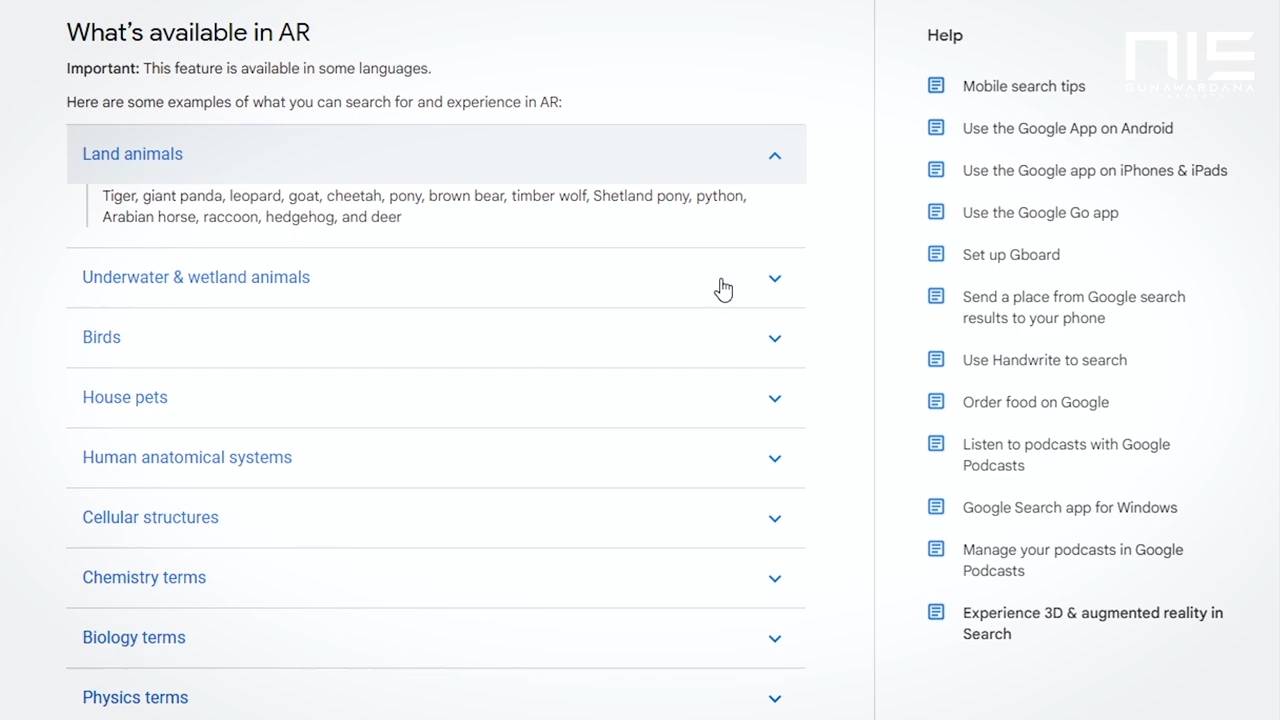 What's available in AR
Important: This feature is available in some languages.
Here are some examples of what you can search for and experience in AR:
Land animals
Tiger, giant panda, leopard, goat, cheetah, pony, brown bear, timber wolf, Shetland pony, python,
Arabian horse, raccoon, hedgehog, and deer
Underwater & wetland animals
Birds
House pets
Human anatomical systems
Cellular structures
Chemistry terms
Biology terms
Physics terms
Help
Mobile search tips
Use the Google App on Android
Use the Google app on iPhones & iPads
Use the Google Go app
Set up Gboard
Send a place from Google search
results to your phone
Use Handwrite to search
Order food on Google
Listen to podcasts with Google
Podcasts
Google Search app for Windows
Manage your podcasts in Google
Podcasts
Experience 3D & augmented reality in
Search
GUNAWARDANA